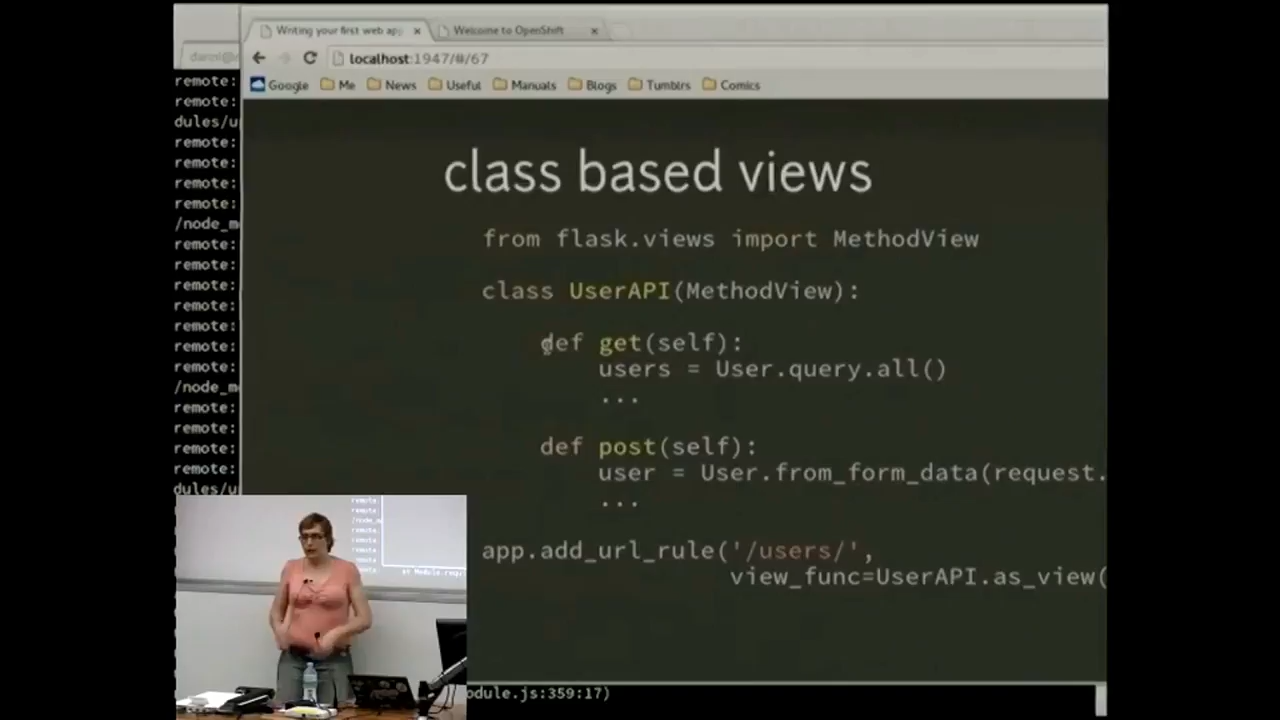 Writing your first web app
Welcome to OpenShift
localhost:1947/#/67
Google Me News Useful Manuals Blogs Tumblrs Comics
remote:
remote:
dules/u
remote:
remote:
remote:
remote:
/node_m
remote:
remote:
remote:
remote:
remote:
remote:
remote:
/node_m
remote:
remote:
remote:
remote:
dules/u
class based views
from flask.views import MethodView
class UserAPI(MethodView):
def get(self):
users = User.query.all()
...
def post(self):
user = User.from_form_data(request.
...
app.add_url_rule('/users/',
view_func=UserAPI.as_view(
odule.js:359:17)